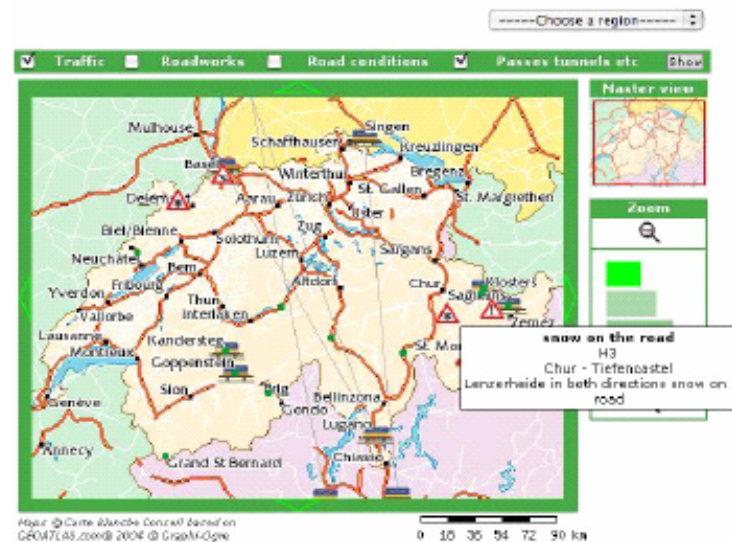 ------Choose a region------
Traffic Roadworks Road conditions Passes tunnels etc Show
Master view
Zoom
Mulhouse
Singen
Schaffhausen
Kreuzlingen
Basel
Winterthur
Bregenz
Delemont
Aarau
Zürich
St. Gallen
St. Margrethen
Biel/Bienne
Solothurn
Zug
Neuchâtel
Luzern
Sargans
Bern
Fribourg
Altdorf
Chur
Klosters
Yverdon
Thun
Sagliains
Vallorbe
Interlaken
Zernez
Lausanne
Kandersteg
St. Mo
Montreux
Goppenstein
snow on the road
H3
Chur - Tiefencastel
Lenzerheide in both directions snow on
road
Sion
Brig
Bellinzona
Genève
Gondo
Lugano
Annecy
Grand St Bernard
Chiasso
Maps © Carte Blanche Conseil based on
GEOATLAS.com® 2004 © Graphi-Ogre
0 18 36 54 72 90 km